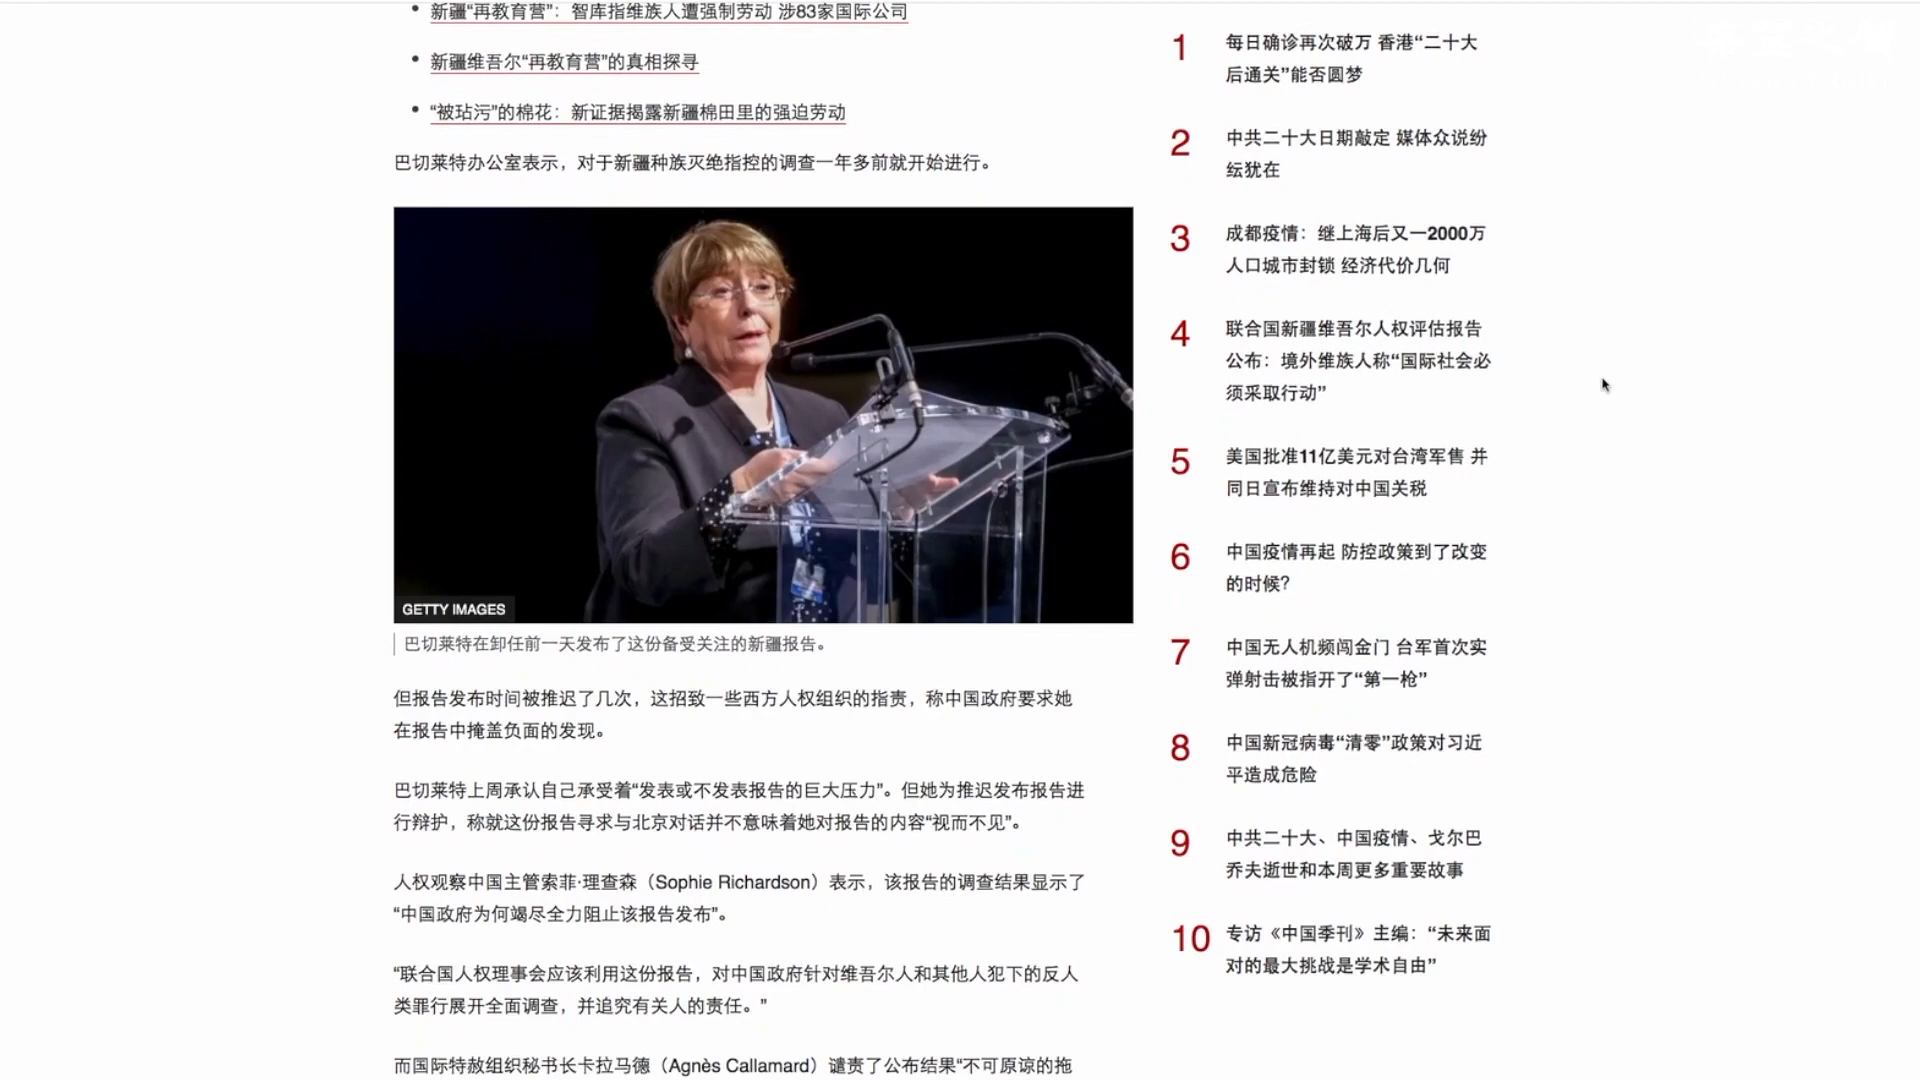 新疆“再教育营”：智库指维族人遭强制劳动 涉83家国际公司
新疆维吾尔“再教育营”的真相探寻
“被玷污”的棉花：新证据揭露新疆棉田里的强迫劳动
巴切莱特办公室表示，对于新疆种族灭绝指控的调查一年多前就开始进行。
GETTY IMAGES
巴切莱特在卸任前一天发布了这份备受关注的新疆报告。
但报告发布时间被推迟了几次，这招致一些西方人权组织的指责，称中国政府要求她
在报告中掩盖负面的发现。
巴切莱特上周承认自己承受着“发表或不发表报告的巨大压力”。但她为推迟发布报告进
行辩护，称就这份报告寻求与北京对话并不意味着她对报告的内容“视而不见”。
人权观察中国主管索菲·理查森（Sophie Richardson）表示，该报告的调查结果显示了
“中国政府为何竭尽全力阻止该报告发布”。
“联合国人权理事会应该利用这份报告，对中国政府针对维吾尔人和其他人犯下的反人
类罪行展开全面调查，并追究有关人的责任。”
而国际特赦组织秘书长卡拉马德（Agnès Callamard）谴责了公布结果“不可原谅的拖
1
每日确诊再次破万 香港“二十大
后通关”能否圆梦
2
中共二十大日期敲定 媒体众说纷
纭犹在
3
成都疫情：继上海后又一2000万
人口城市封锁 经济代价几何
4
联合国新疆维吾尔人权评估报告
公布：境外维族人称“国际社会必
须采取行动”
5
美国批准11亿美元对台湾军售 并
同日宣布维持对中国关税
6
中国疫情再起 防控政策到了改变
的时候？
7
中国无人机频闯金门 台军首次实
弹射击被指开了“第一枪”
8
中国新冠病毒“清零”政策对习近
平造成危险
9
中共二十大、中国疫情、戈尔巴
乔夫逝世和本周更多重要故事
10
专访《中国季刊》主编：“未来面
对的最大挑战是学术自由”